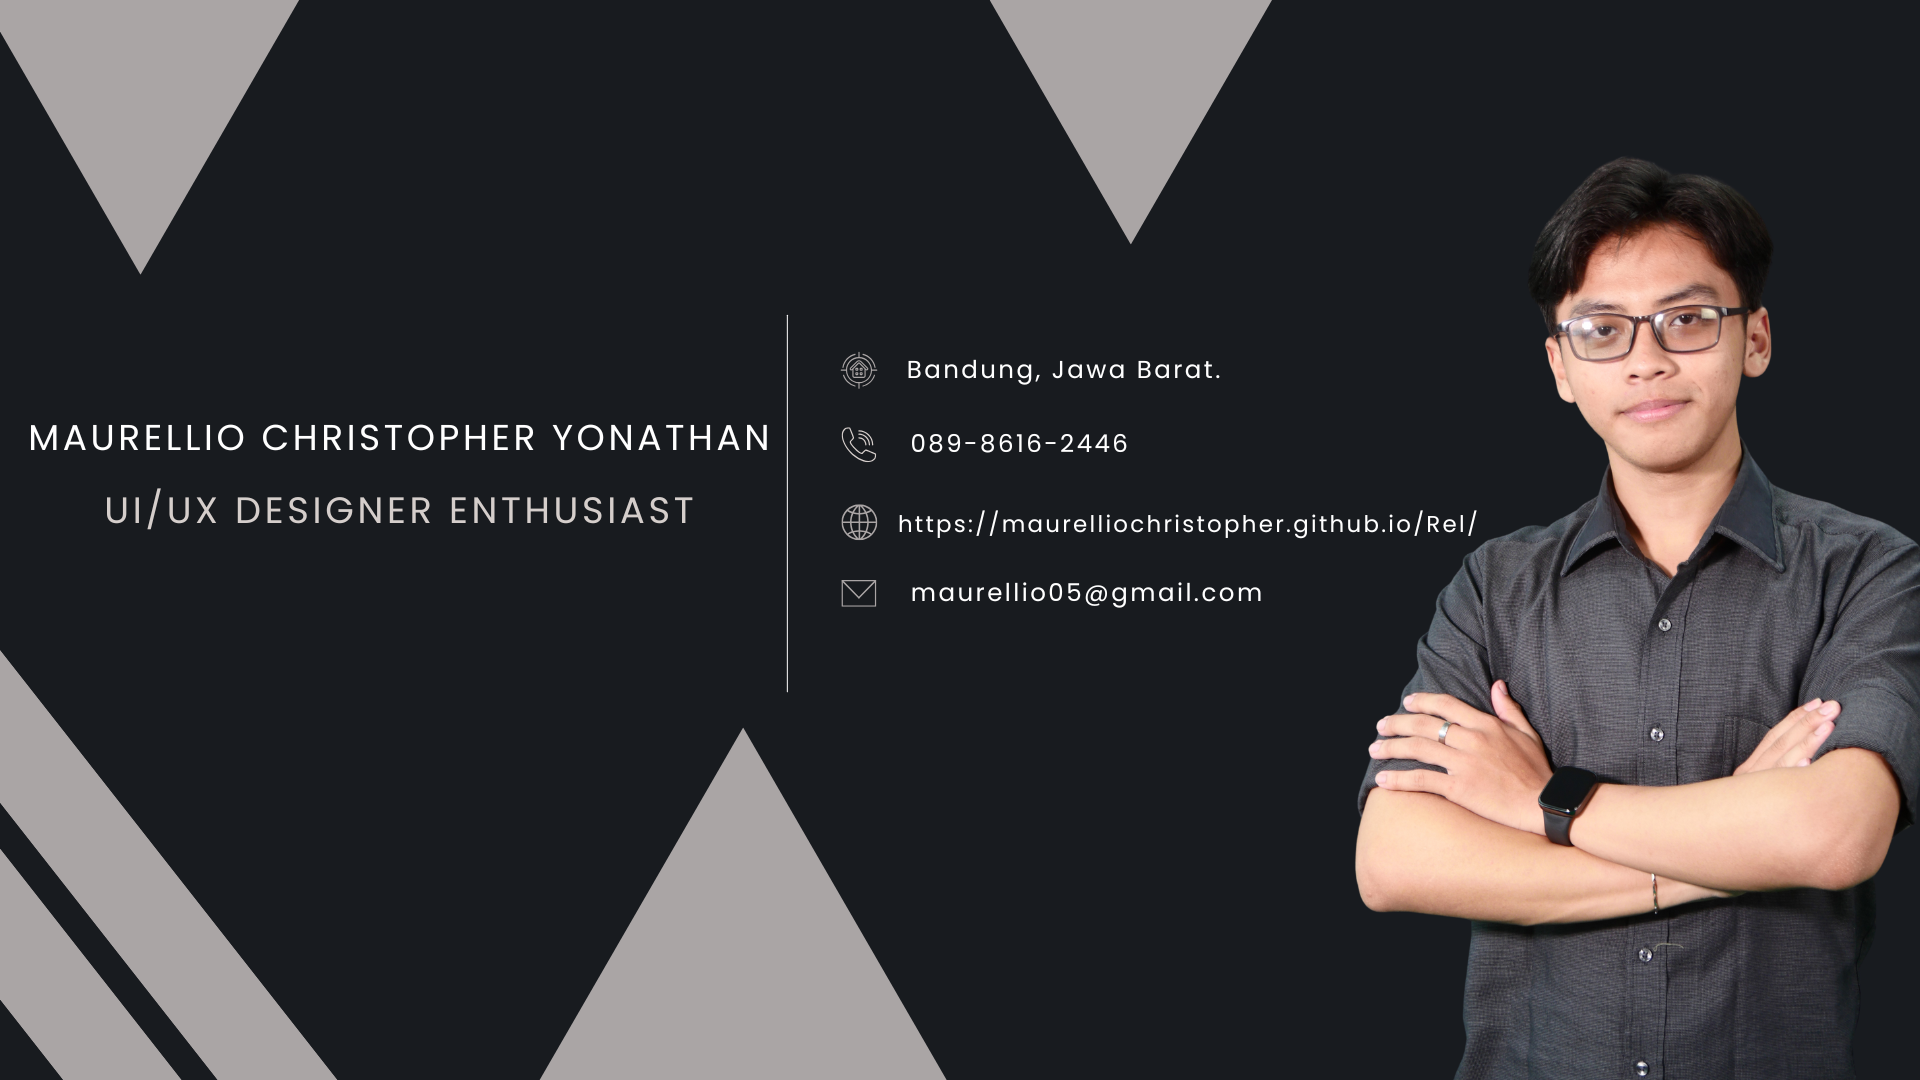 MAURELLIO CHRISTOPHER YONATHAN
UI/UX DESIGNER ENTHUSIAST
Bandung, Jawa Barat.
089-8616-2446
https://maurelliochristopher.github.io/Rel/
maurellio05@gmail.com